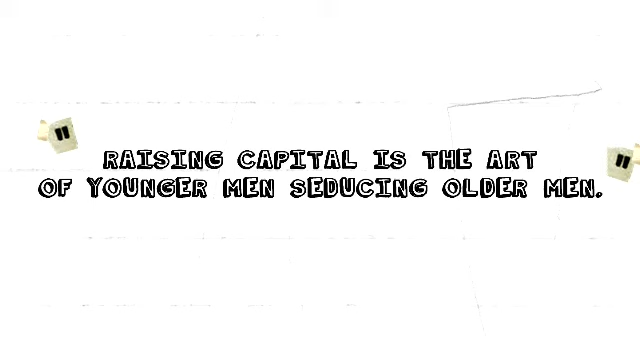 RAISING CAPITAL IS THE ART
OF YOUNGER MEN SEDUCING OLDER MEN.